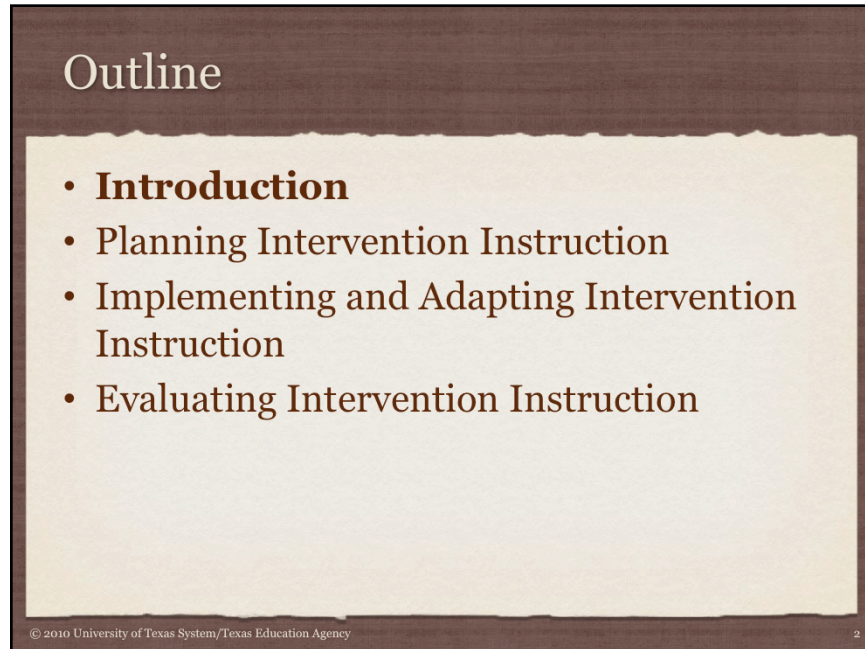 Outline
• Introduction
• Planning Intervention Instruction
• Implementing and Adapting Intervention
Instruction
• Evaluating Intervention Instruction
© 2010 University of Texas System/Texas Education Agency
2